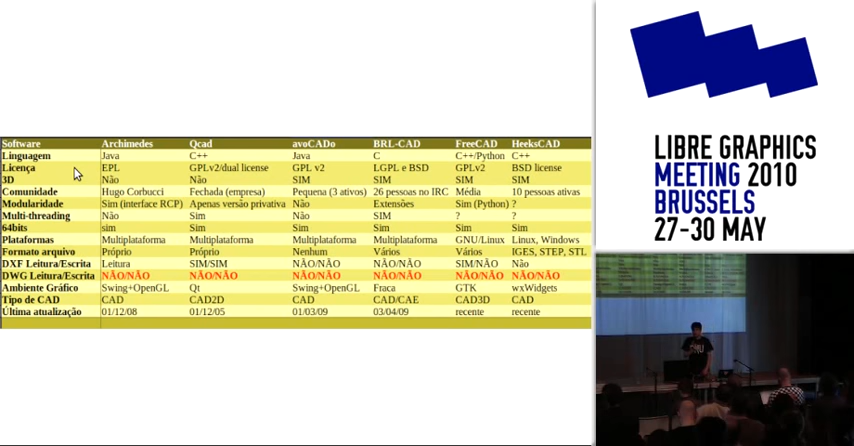 Software Archimedes Qcad avoCADo BRL-CAD FreeCAD HeeksCAD
Linguagem Java C++ Java C C++/Python C++
Licença EPL GPLv2/dual license GPL v2 LGPL e BSD GPLv2 BSD license
3D Não Não SIM SIM SIM SIM
Comunidade Hugo Corbucci Fechada (empresa) Pequena (3 ativos) 26 pessoas no IRC Média 10 pessoas ativas
Modularidade Sim (interface RCP) Apenas versão privativa Não Extensões Sim (Python) ?
Multi-threading Não Sim Não SIM ? ?
64bits sim Sim Sim Sim Sim Sim
Plataformas Multiplataforma Multiplataforma Multiplataforma Multiplataforma GNU/Linux Linux, Windows
Formato arquivo Próprio Próprio Nenhum Vários Vários IGES, STEP, STL
DXF Leitura/Escrita Leitura SIM/SIM NÃO/NÃO NÃO/NÃO SIM/NÃO Não
DWG Leitura/Escrita NÃO/NÃO NÃO/NÃO NÃO/NÃO NÃO/NÃO NÃO/NÃO NÃO/NÃO
Ambiente Gráfico Swing+OpenGL Qt Swing+OpenGL Fraca GTK wxWidgets
Tipo de CAD CAD CAD2D CAD CAD/CAE CAD3D CAD
Última atualização 01/12/08 01/12/05 01/03/09 03/04/09 recente recente
LIBRE GRAPHICS
MEETING 2010
BRUSSELS
27-30 MAY